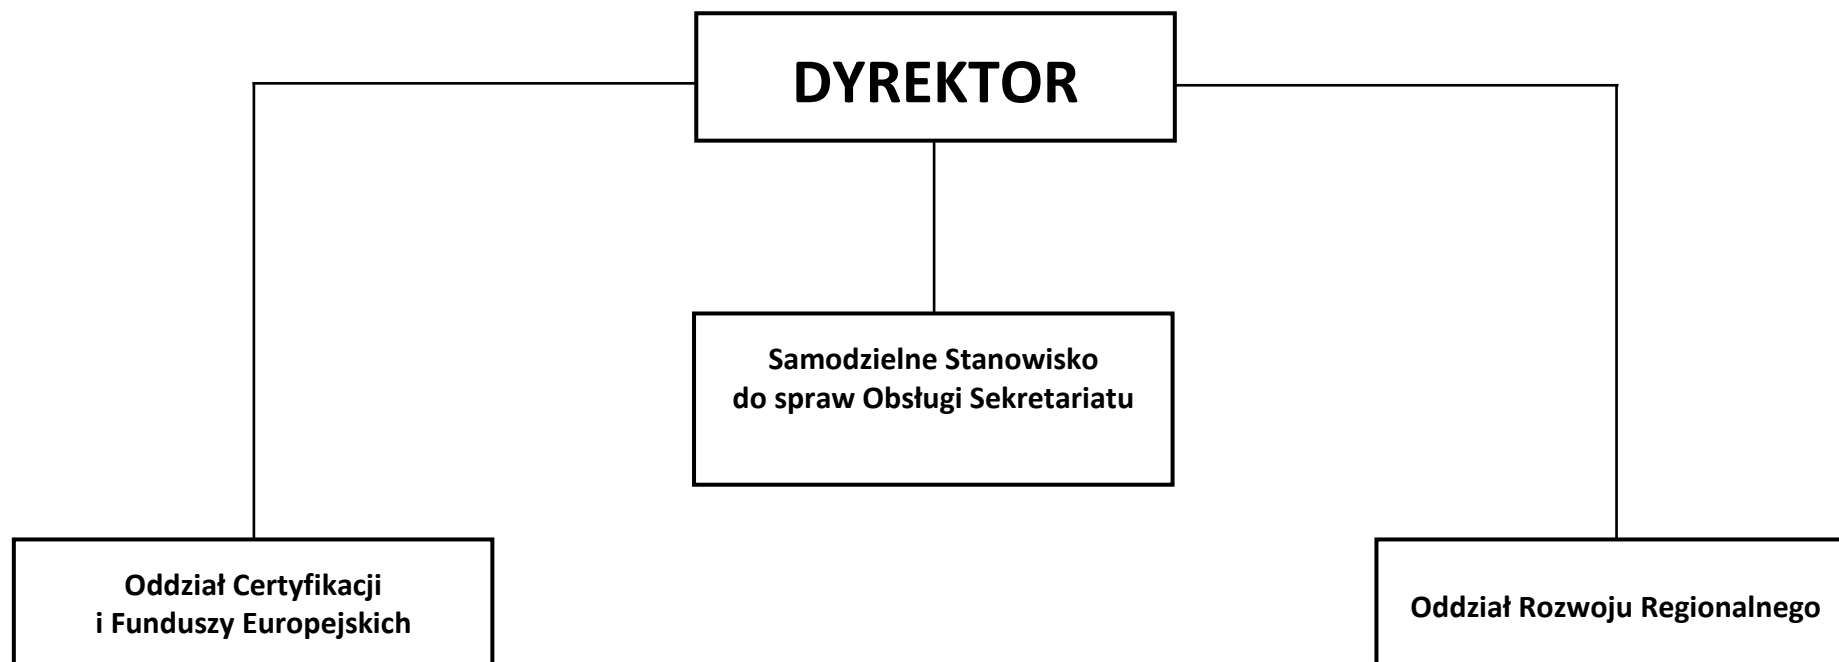 DYREKTOR
Samodzielne Stanowisko
do spraw Obsługi Sekretariatu
Oddział Certyfikacji
i Funduszy Europejskich
Oddział Rozwoju Regionalnego